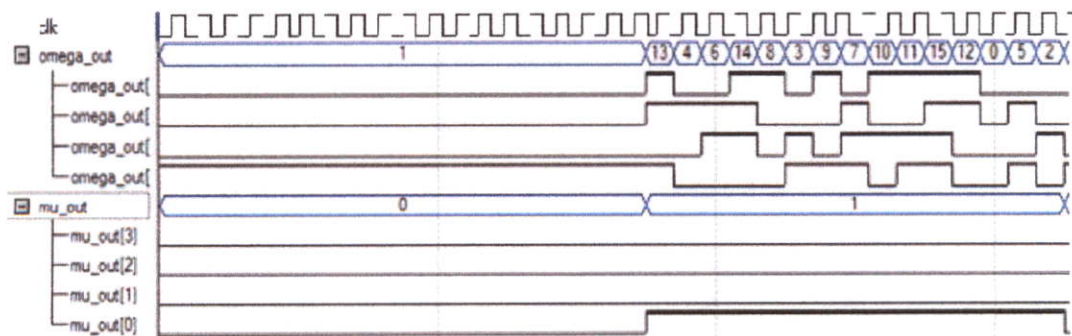 clk
omega_out 1 13 4 6 14 8 3 9 7 10 11 15 12 0 5 2
omega_out[
omega_out[
omega_out[
omega_out[
mu_out 0 1
mu_out[3]
mu_out[2]
mu_out[1]
mu_out[0]